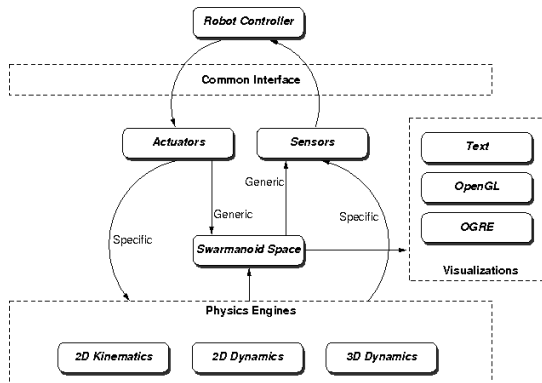 Robot Controller
Common Interface
Actuators
Sensors
Text
OpenGL
OGRE
Visualizations
Generic
Generic
Specific
Specific
Swarmanoid Space
Physics Engines
2D Kinematics
2D Dynamics
3D Dynamics